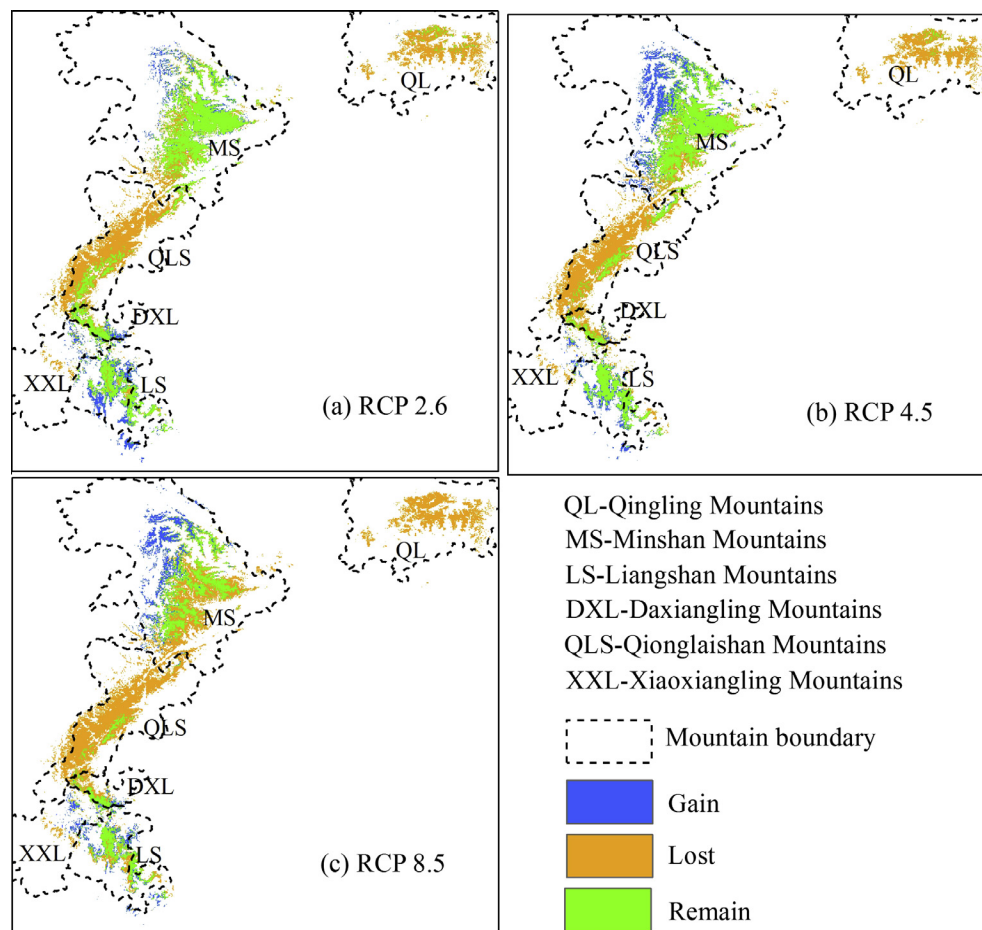 QL
MS
QLS
DXL
XXL
LS
(a) RCP 2.6
QL
MS
QLS
DXL
XXL
LS
(b) RCP 4.5
QL
MS
QLS
DXL
XXL
LS
(c) RCP 8.5
QL-Qingling Mountains
MS-Minshan Mountains
LS-Liangshan Mountains
DXL-Daxiangling Mountains
QLS-Qionglaishan Mountains
XXL-Xiaoxiangling Mountains
Mountain boundary
Gain
Lost
Remain